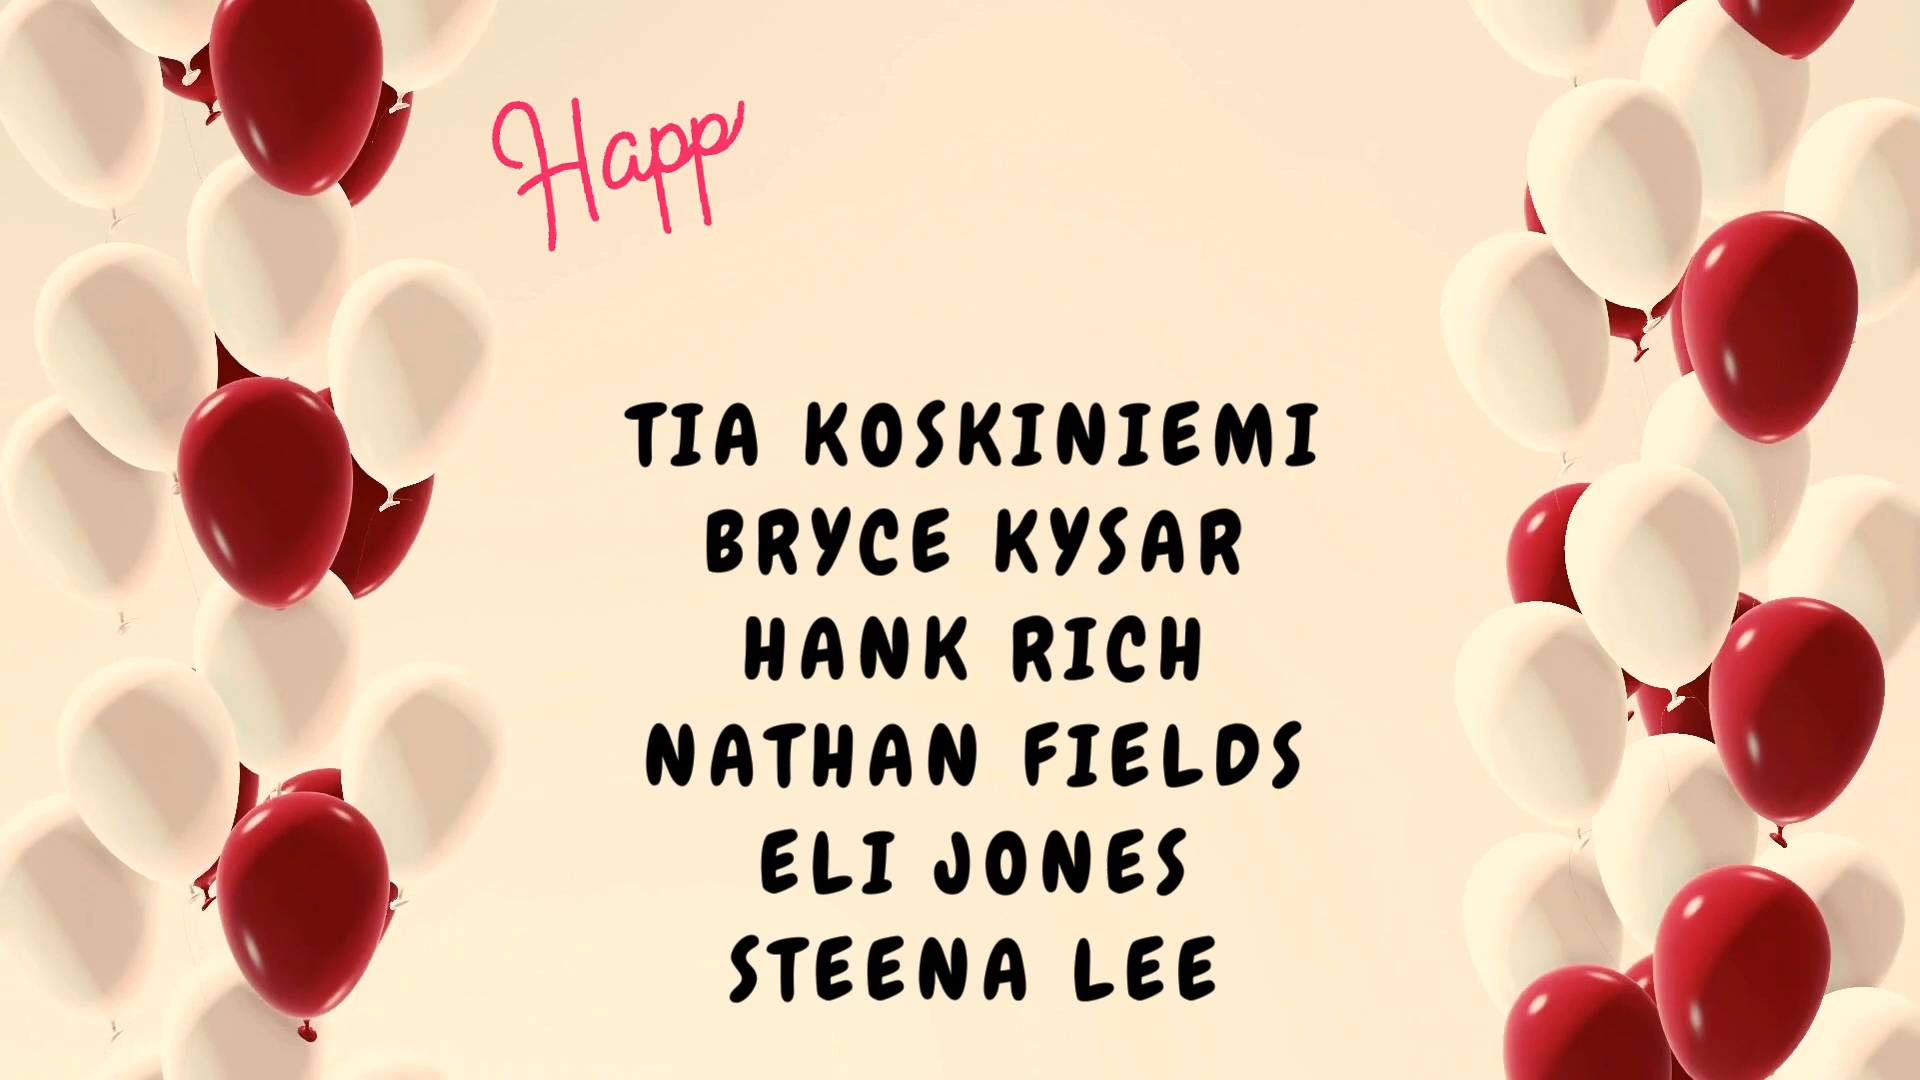 Happ
TIA KOSKINIEMI
BRYCE KYSAR
HANK RICH
NATHAN FIELDS
ELI JONES
STEENA LEE